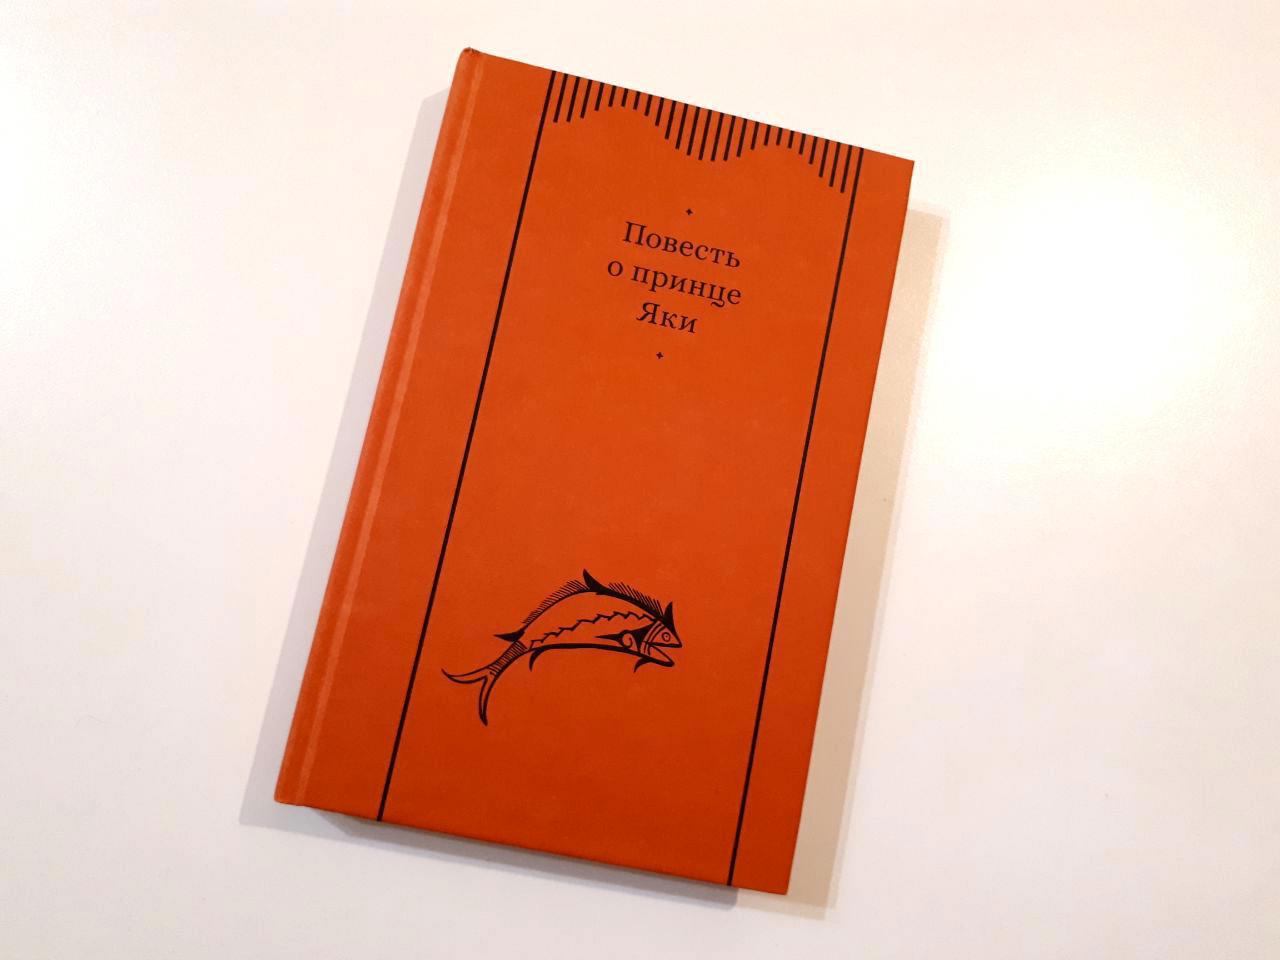 Повесть
о принце
Яки